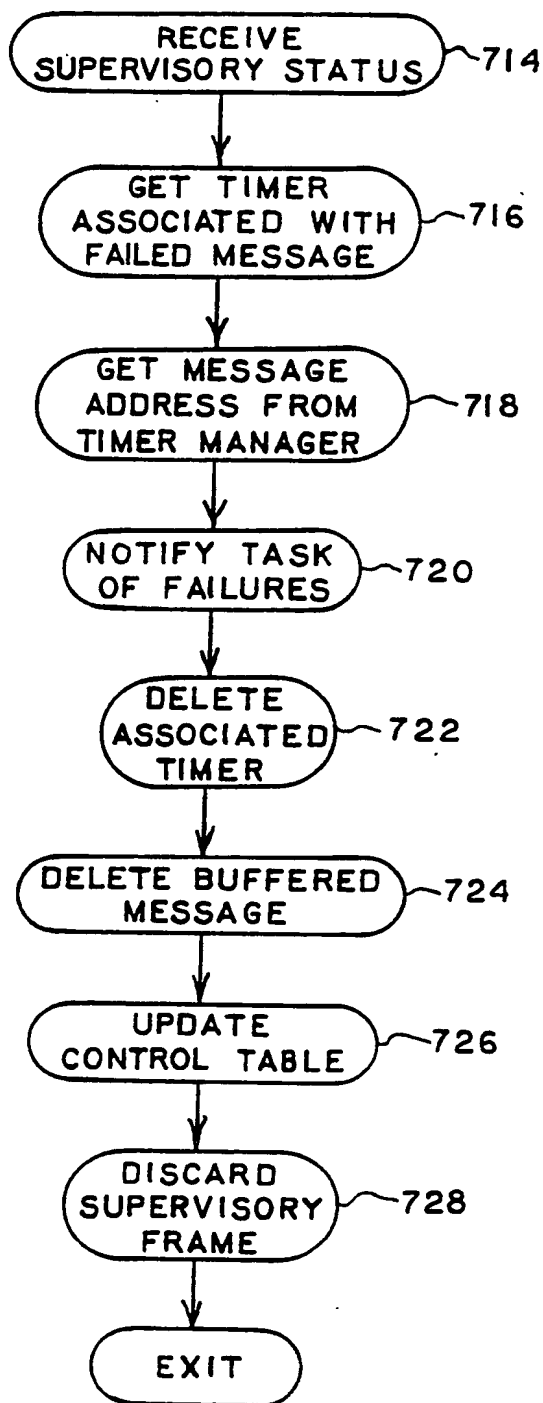 RECEIVE
SUPERVISORY STATUS
714
GET TIMER
ASSOCIATED WITH
FAILED MESSAGE
716
GET MESSAGE
ADDRESS FROM
TIMER MANAGER
718
NOTIFY TASK
OF FAILURES
720
DELETE
ASSOCIATED
TIMER
722
DELETE BUFFERED
MESSAGE
724
UPDATE
CONTROL TABLE
726
DISCARD
SUPERVISORY
FRAME
728
EXIT